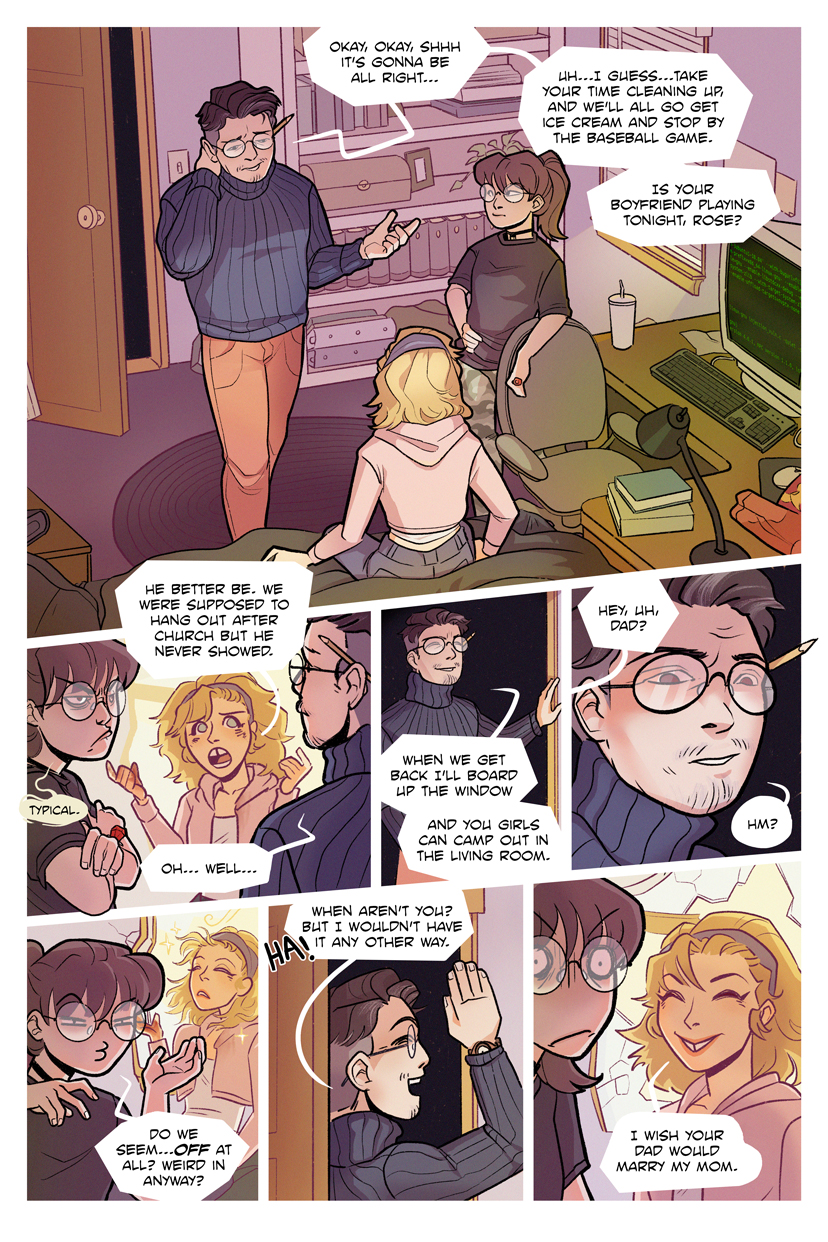 OKAY, OKAY, SHHH
IT'S GONNA BE
ALL RIGHT...
UH...I GUESS...TAKE
YOUR TIME CLEANING UP,
AND WE'LL ALL GO GET
ICE CREAM AND STOP BY
THE BASEBALL GAME.
IS YOUR
BOYFRIEND PLAYING
TONIGHT, ROSE?
HE BETTER BE. WE
WERE SUPPOSED TO
HANG OUT AFTER
CHURCH BUT HE
NEVER SHOWED.
TYPICAL.
OH... WELL...
WHEN WE GET
BACK I'LL BOARD
UP THE WINDOW
AND YOU GIRLS
CAN CAMP OUT IN
THE LIVING ROOM.
HEY, UH,
DAD?
HM?
DO WE
SEEM...OFF AT
ALL? WEIRD IN
ANYWAY?
HA!
WHEN AREN'T YOU?
BUT I WOULDN'T HAVE
IT ANY OTHER WAY.
I WISH YOUR
DAD WOULD
MARRY MY MOM.